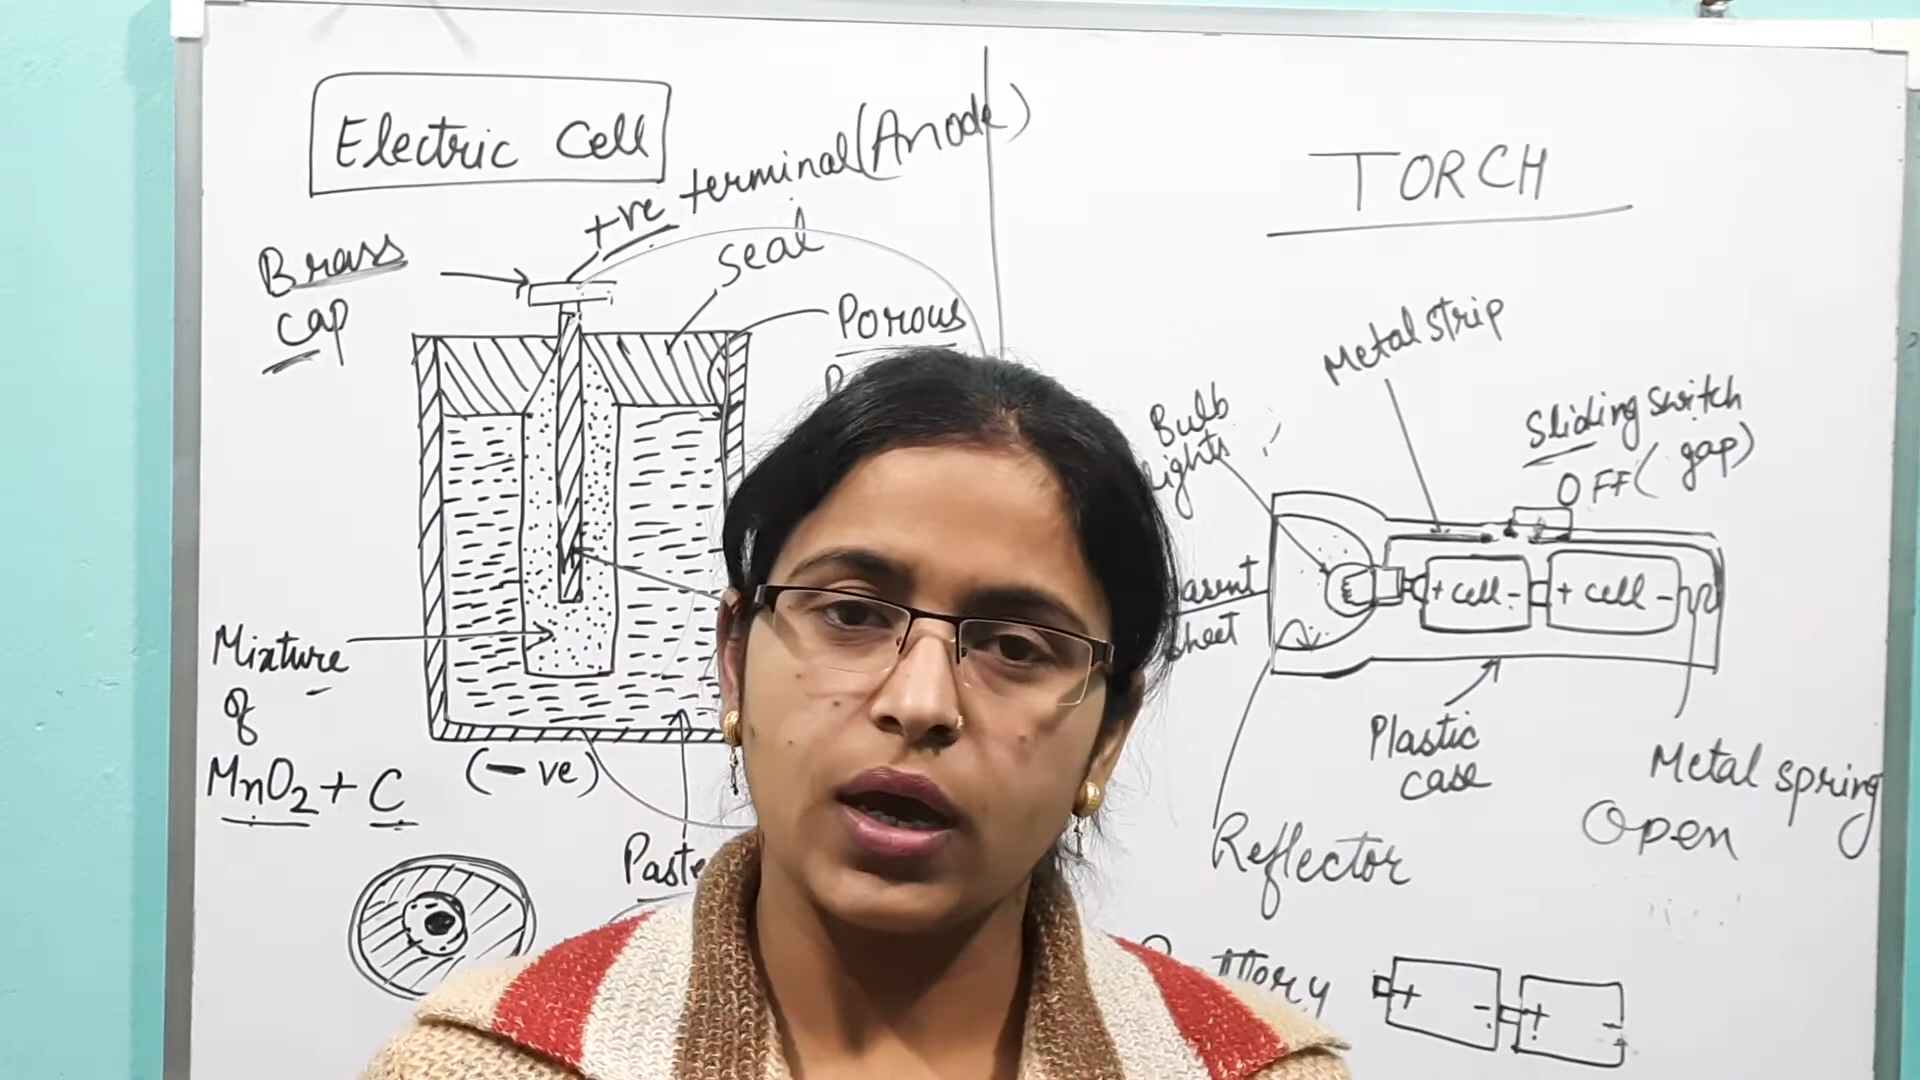 Electric Cell
+ve terminal (Anode)
Brass
Cap
seal
Porous
Mixture
of
MnO2 + C
(-ve)
Paste
TORCH
Metal strip
Sliding switch
OFF (gap)
Bulb
lights
+ cell -
+ cell -
sheet
Plastic
case
Metal spring
Open
Reflector
+ -
+ -